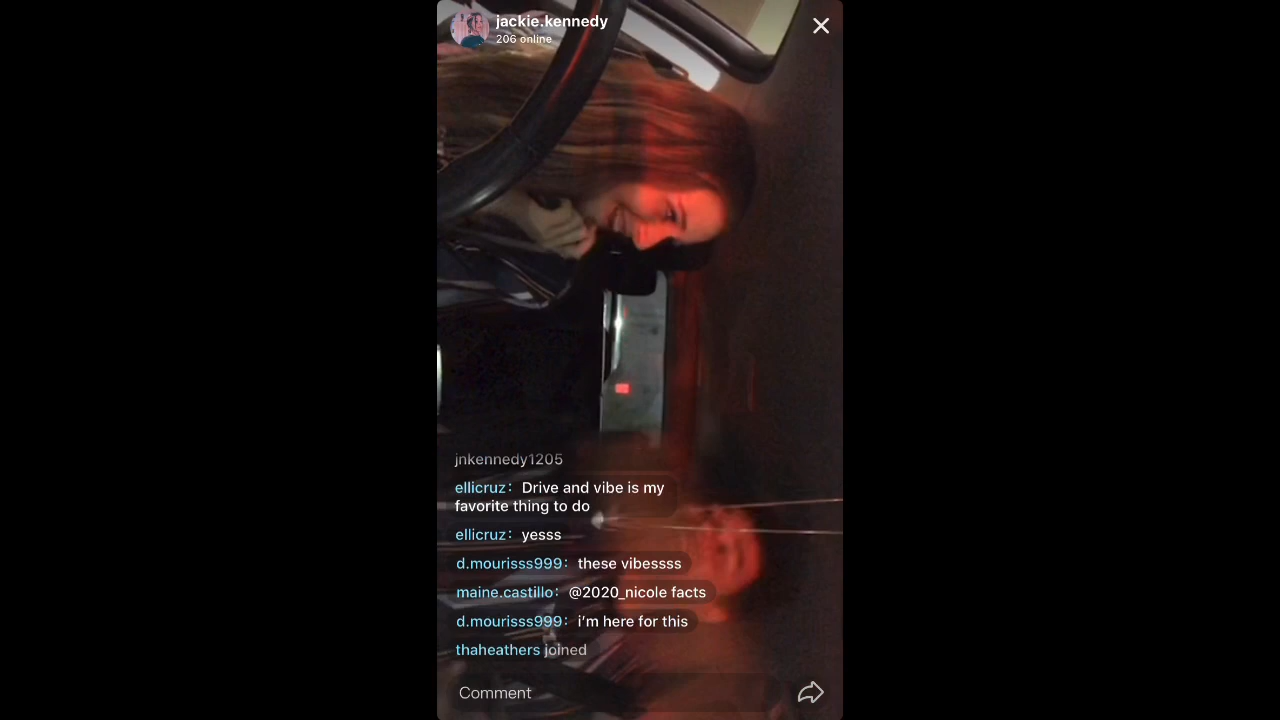 jackie.kennedy
206 online
jnkennedy1205
ellicruz: Drive and vibe is my
favorite thing to do
ellicruz: yesss
d.mourisss999: these vibessss
maine.castillo: @2020_nicole facts
d.mourisss999: i'm here for this
thaheathers joined
Comment